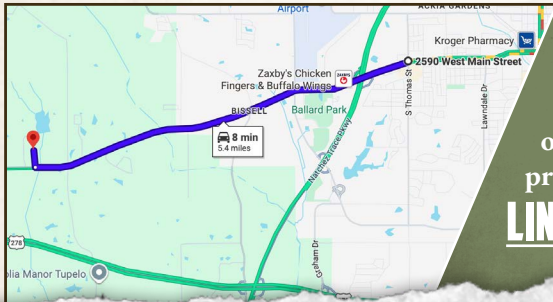 Airport
ACRIA GARDENS
Kroger Pharmacy
2590 West Main Street
Zaxby's Chicken
Fingers & Buffalo Wings
ZAXBYS
BISSELL
Ballard Park
8 min
5.4 miles
S Thomas St
Lawndale Dr
Natchez Trace Pkwy
Graham Dr
278
lia Manor Tupelo
o
pr
LIN